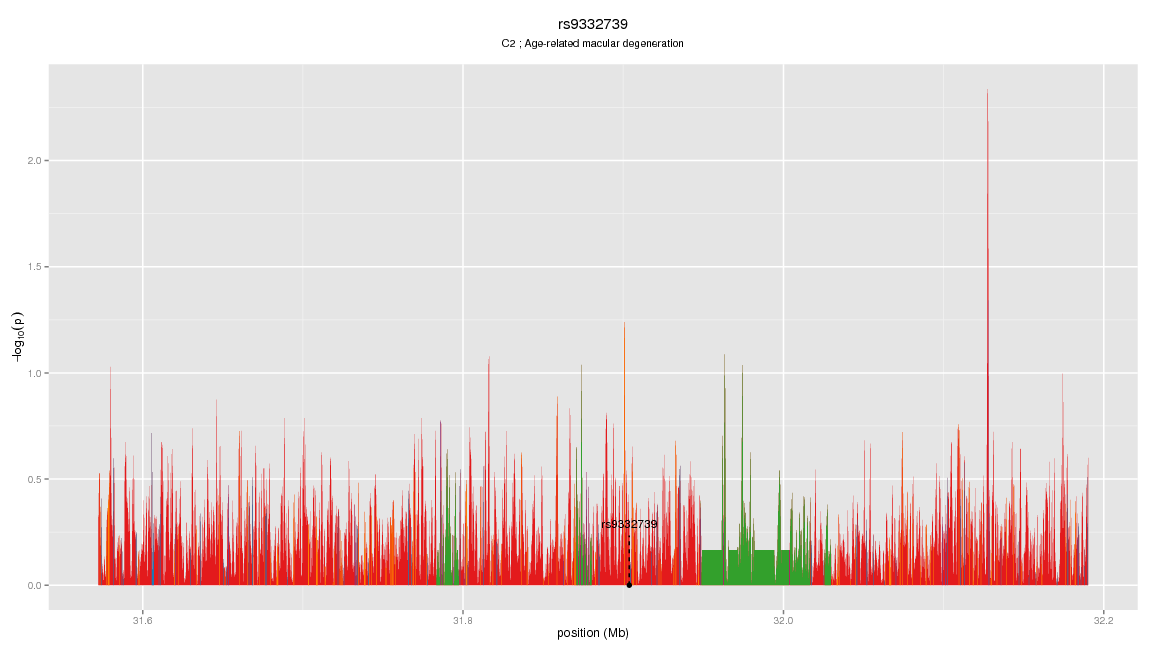 rs9332739
C2 ; Age-related macular degeneration
2.0
1.5
1.0
0.5
0.0
−log10(p)
rs9332739
31.6 31.8 32.0 32.2
position (Mb)